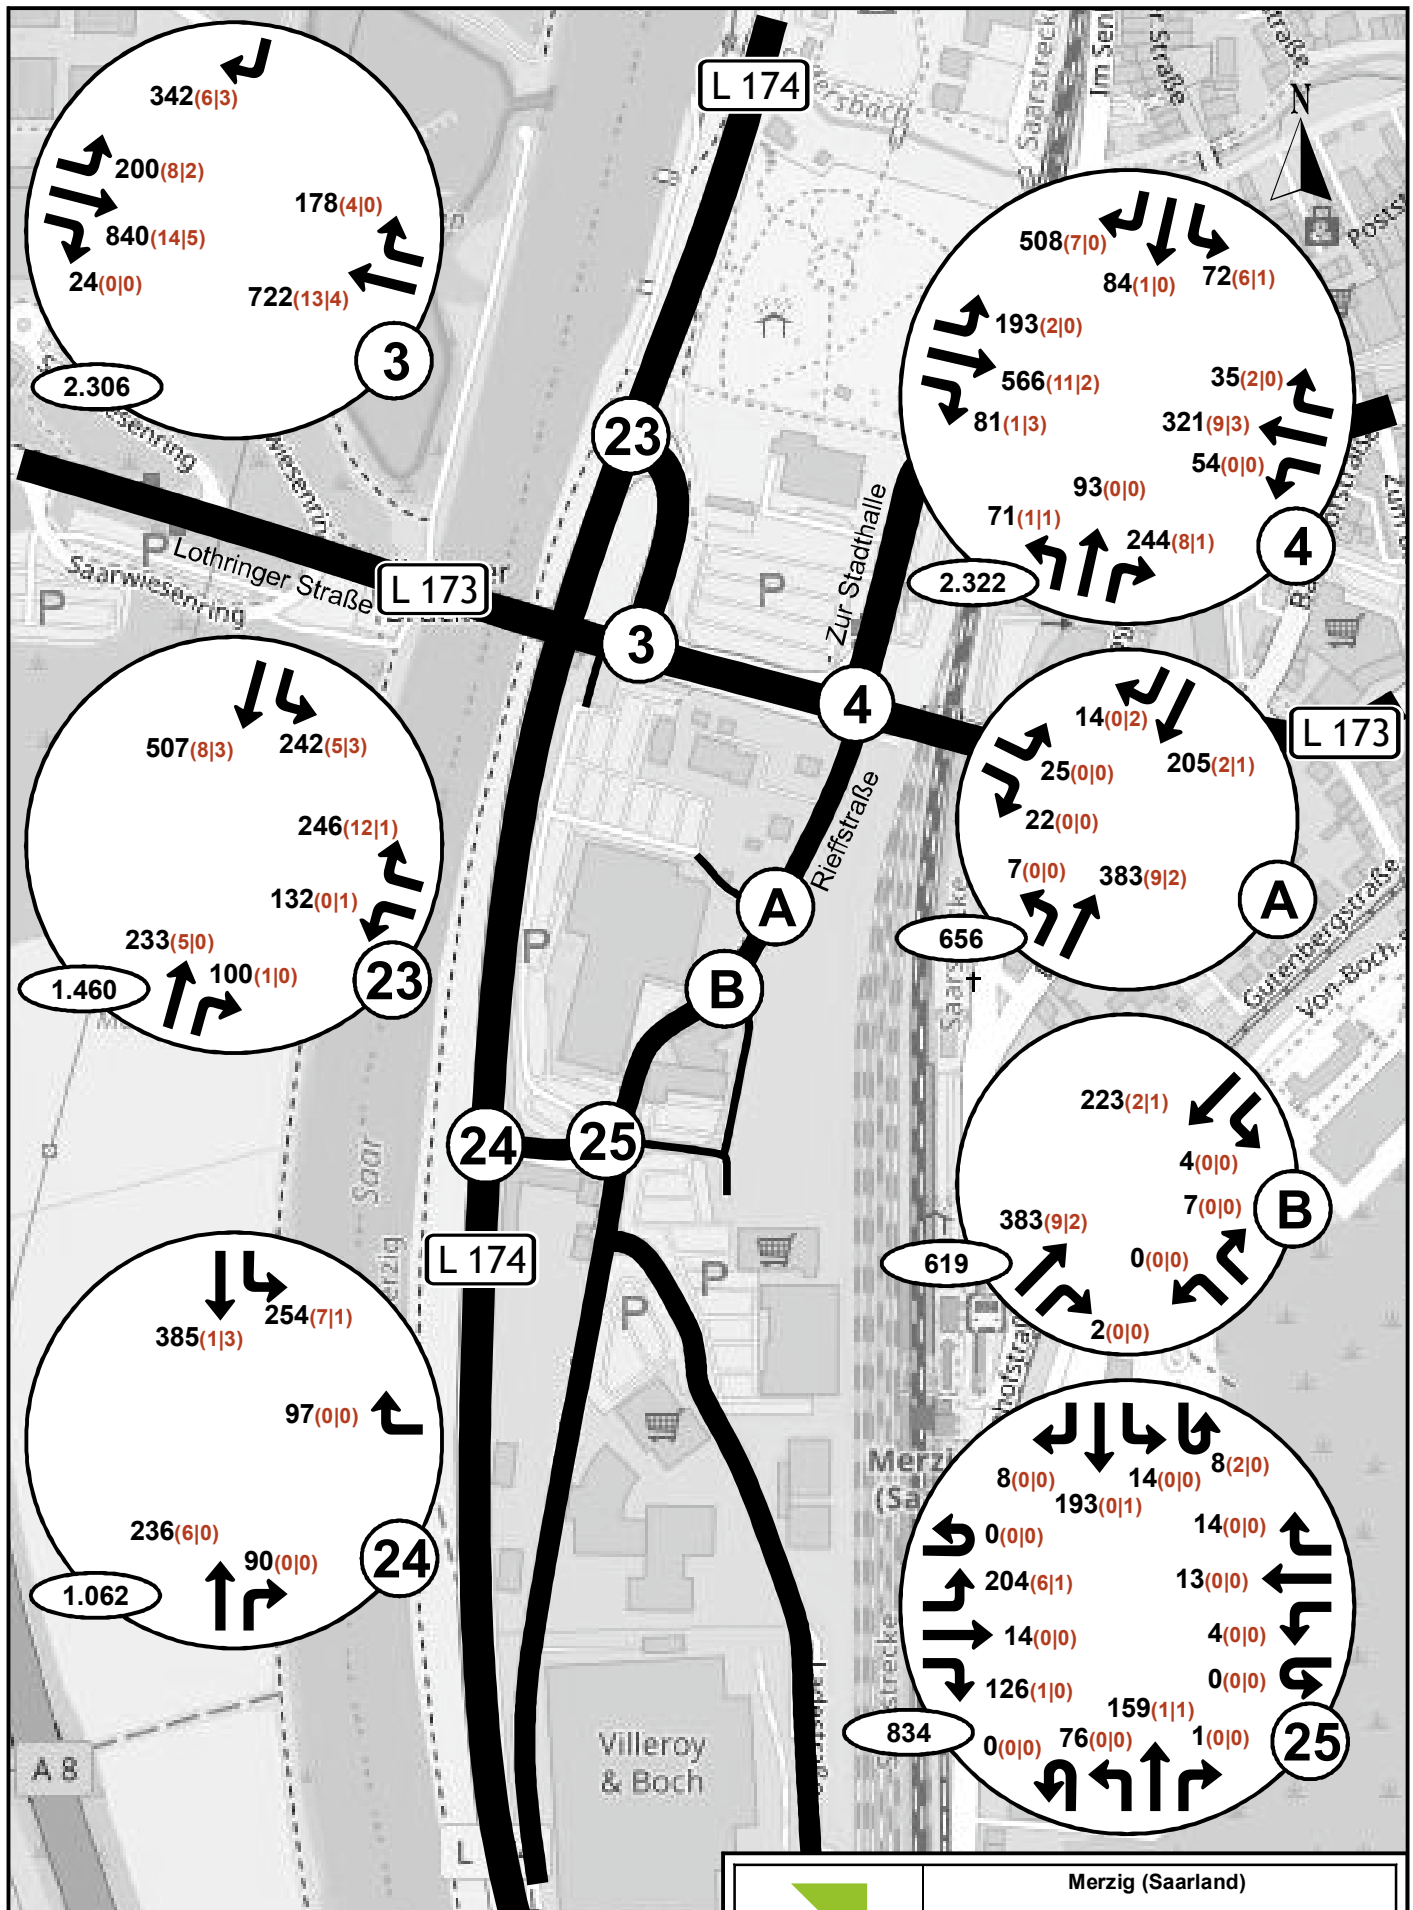 L 174
N
342(6|3)
200(8|2)
840(14|5)
24(0|0)
178(4|0)
722(13|4)
3
2.306
508(7|0)
84(1|0)
72(6|1)
193(2|0)
566(11|2)
81(1|3)
35(2|0)
321(9|3)
54(0|0)
93(0|0)
71(1|1)
244(8|1)
4
2.322
23
Zur Stadthalle
Lothringer Straße
Saarwiesenring
P
P
P
L 173
3
4
L 173
Rieffstraße
507(8|3)
242(5|3)
246(12|1)
132(0|1)
233(5|0)
100(1|0)
23
1.460
14(0|2)
205(2|1)
25(0|0)
22(0|0)
7(0|0)
383(9|2)
A
656
A
B
P
Gutenbergstraße
Von-Boch-
Saar
24
25
223(2|1)
4(0|0)
7(0|0)
383(9|2)
0(0|0)
2(0|0)
B
619
L 174
P
P
385(1|3)
254(7|1)
97(0|0)
236(6|0)
90(0|0)
24
1.062
8(0|0)
193(0|1)
14(0|0)
8(2|0)
0(0|0)
204(6|1)
14(0|0)
126(1|0)
14(0|0)
13(0|0)
4(0|0)
0(0|0)
159(1|1)
0(0|0)
76(0|0)
1(0|0)
25
834
A 8
Villeroy
& Boch
Merzig (Saarland)